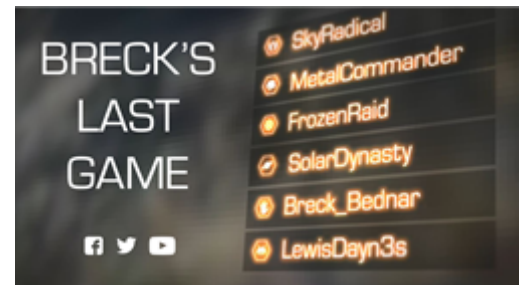 BRECK'S
LAST
GAME
SkyRadical
MetalCommander
FrozenRaid
SolarDynasty
Breck_Bednar
LewisDayn3s